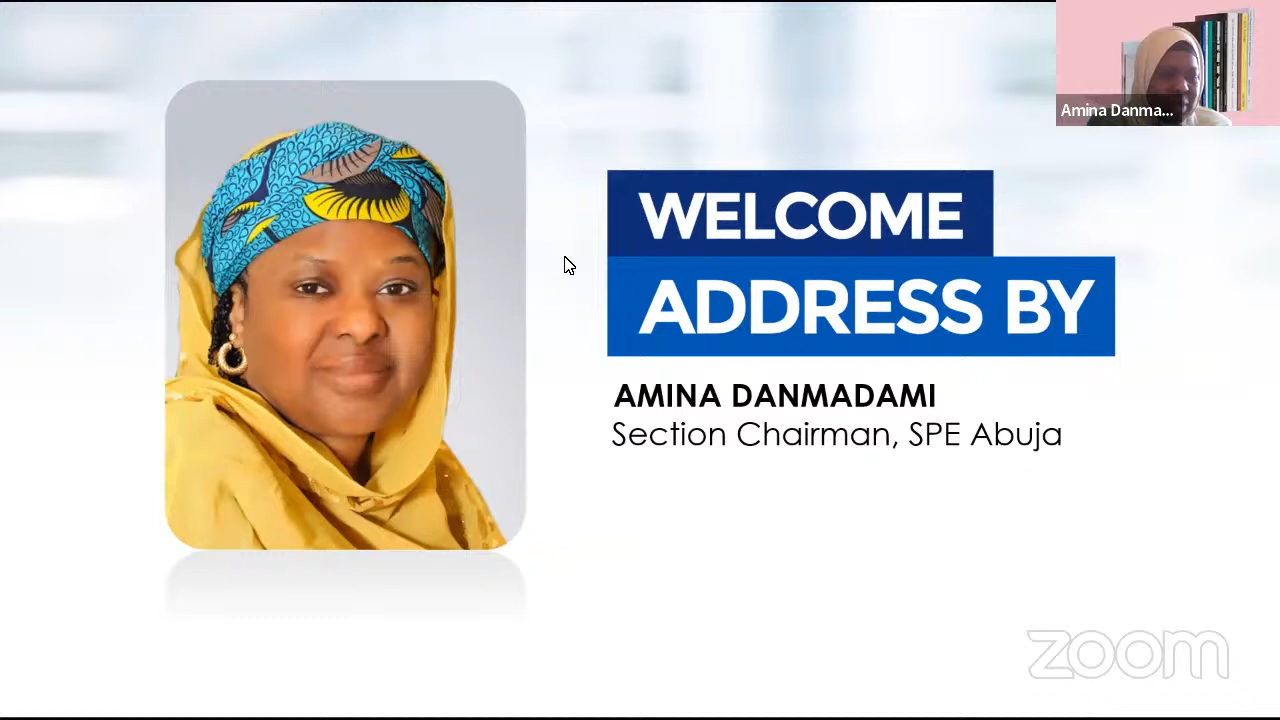 Amina Danma...
WELCOME
ADDRESS BY
AMINA DANMADAMI
Section Chairman, SPE Abuja
zoom